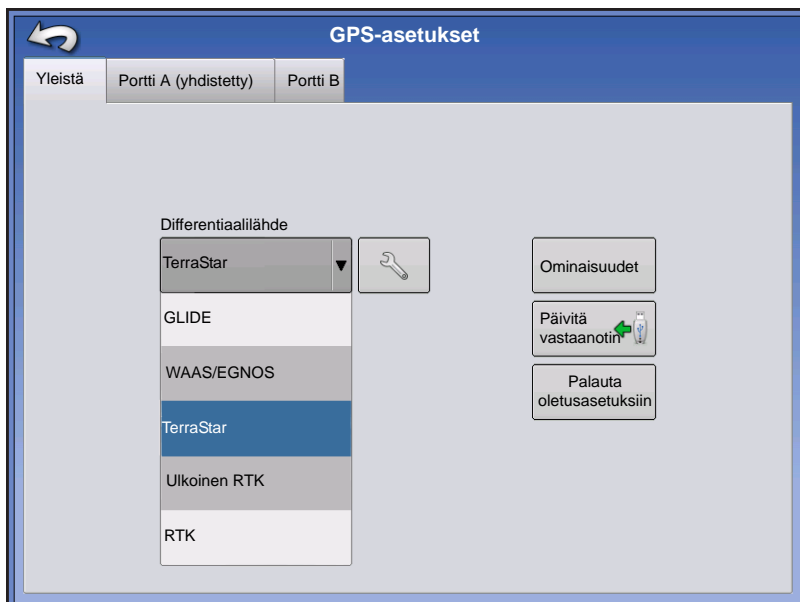 GPS-asetukset
Yleistä
Portti A (yhdistetty)
Portti B
Differentiaalilähde
TerraStar
GLIDE
WAAS/EGNOS
TerraStar
Ulkoinen RTK
RTK
Ominaisuudet
Päivitä
vastaanotin
Palauta
oletusasetuksiin